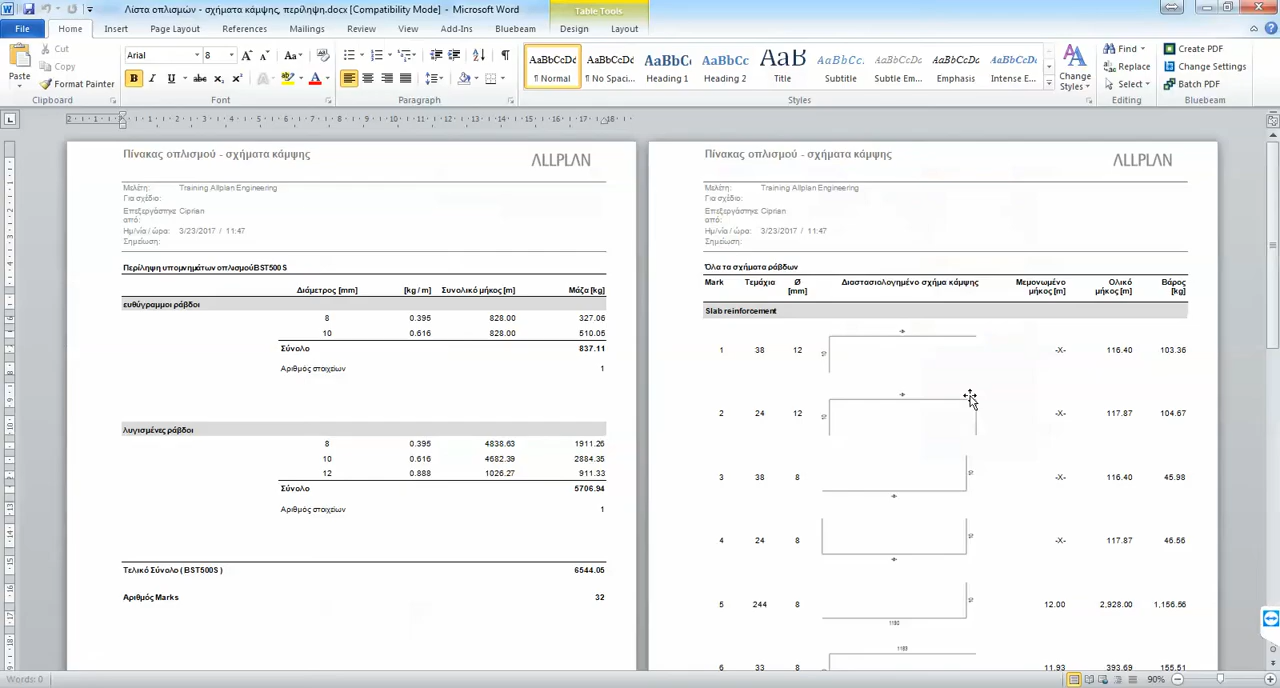 Λίστα οπλισμών - σχήματα κάμψης, περίληψη.docx [Compatibility Mode] - Microsoft Word
Table Tools
File
Home
Insert
Page Layout
References
Mailings
Review
View
Add-Ins
Bluebeam
Design
Layout
Paste
Cut
Copy
Format Painter
Clipboard
Arial
8
Font
Paragraph
AaBbCcDc
¶ Normal
AaBbCcDc
¶ No Spaci...
AaBbCc
Heading 1
AaBbCc
Heading 2
AaB
Title
AaBbCc.
Subtitle
AaBbCcDc
Subtle Em...
AaBbCcDc
Emphasis
AaBbCcDc
Intense E...
Change
Styles
Styles
Find
Replace
Select
Editing
Create PDF
Change Settings
Batch PDF
Bluebeam
Πίνακας οπλισμού - σχήματα κάμψης
ALLPLAN
Μελέτη: Training Allplan Engineering
Για σχέδιο:
Επεξεργάστηκε Ciprian
από:
Ημ/νία / ώρα: 3/23/2017 / 11:47
Σημείωση:
Περίληψη υπομνημάτων οπλισμούBST500S
Διάμετρος [mm] [kg / m] Συνολικό μήκος [m] Μάζα [kg]
ευθύγραμμοι ράβδοι
8 0.395 828.00 327.06
10 0.616 828.00 510.05
Σύνολο 837.11
Αριθμός στοιχείων 1
λυγισμένες ράβδοι
8 0.395 4838.63 1911.26
10 0.616 4682.39 2884.35
12 0.888 1026.27 911.33
Σύνολο 5706.94
Αριθμός στοιχείων 1
Τελικό Σύνολο ( BST500S ) 6544.05
Αριθμός Marks 32
Πίνακας οπλισμού - σχήματα κάμψης
ALLPLAN
Μελέτη: Training Allplan Engineering
Για σχέδιο:
Επεξεργάστηκε Ciprian
από:
Ημ/νία / ώρα: 3/23/2017 / 11:47
Σημείωση:
Όλα τα σχήματα ράβδων
Mark Τεμάχια Ø Διαστασιολογημένο σχήμα κάμψης Μεμονωμένο Ολικό Βάρος
[mm] μήκος [m] μήκος [m] [kg]
Slab reinforcement
1 38 12 -X- 116.40 103.36
2 24 12 -X- 117.87 104.67
3 38 8 -X- 116.40 45.98
4 24 8 -X- 117.87 46.56
5 244 8 12.00 2,928.00 1,156.56
1180
1183
6 33 8 11.93 393.69 155.51
Words: 0
90%